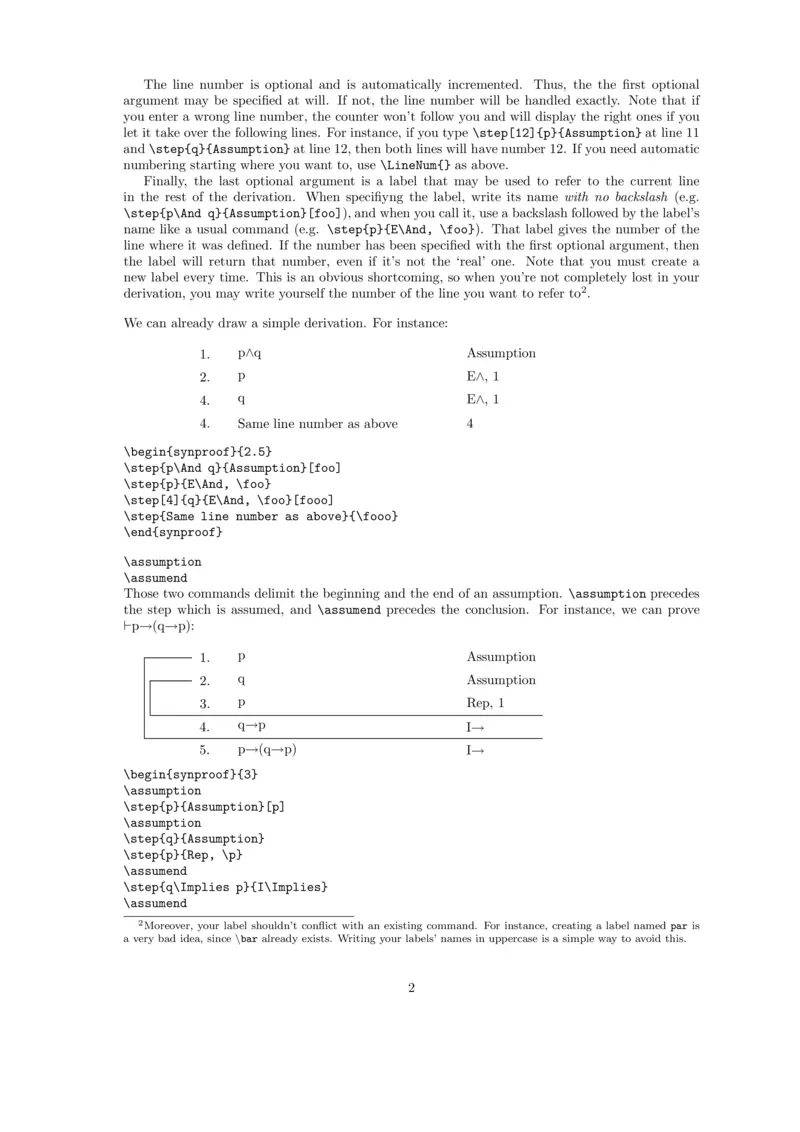 The line number is optional and is automatically incremented. Thus, the the first optional
argument may be specified at will. If not, the line number will be handled exactly. Note that if
you enter a wrong line number, the counter won't follow you and will display the right ones if you
let it take over the following lines. For instance, if you type \step[12]{p}{Assumption} at line 11
and \step{q}{Assumption} at line 12, then both lines will have number 12. If you need automatic
numbering starting where you want to, use \LineNum{} as above.
Finally, the last optional argument is a label that may be used to refer to the current line
in the rest of the derivation. When specifiyng the label, write its name with no backslash (e.g.
\step{p\And q}{Assumption}[foo]), and when you call it, use a backslash followed by the label's
name like a usual command (e.g. \step{p}{E\And, \foo}). That label gives the number of the
line where it was defined. If the number has been specified with the first optional argument, then
the label will return that number, even if it's not the 'real' one. Note that you must create a
new label every time. This is an obvious shortcoming, so when you're not completely lost in your
derivation, you may write yourself the number of the line you want to refer to².
We can already draw a simple derivation. For instance:
1. p∧q Assumption
2. p E∧, 1
4. q E∧, 1
4. Same line number as above 4
\begin{synproof}{2.5}
\step{p\And q}{Assumption}[foo]
\step{p}{E\And, \foo}
\step[4]{q}{E\And, \foo}[fooo]
\step{Same line number as above}{\fooo}
\end{synproof}
\assumption
\assumend
Those two commands delimit the beginning and the end of an assumption. \assumption precedes
the step which is assumed, and \assumend precedes the conclusion. For instance, we can prove
⊢p→(q→p):
1. p Assumption
2. q Assumption
3. p Rep, 1
4. q→p I→
5. p→(q→p) I→
\begin{synproof}{3}
\assumption
\step{p}{Assumption}[p]
\assumption
\step{q}{Assumption}
\step{p}{Rep, \p}
\assumend
\step{q\Implies p}{I\Implies}
\assumend
²Moreover, your label shouldn't conflict with an existing command. For instance, creating a label named par is
a very bad idea, since \bar already exists. Writing your labels' names in uppercase is a simple way to avoid this.
2